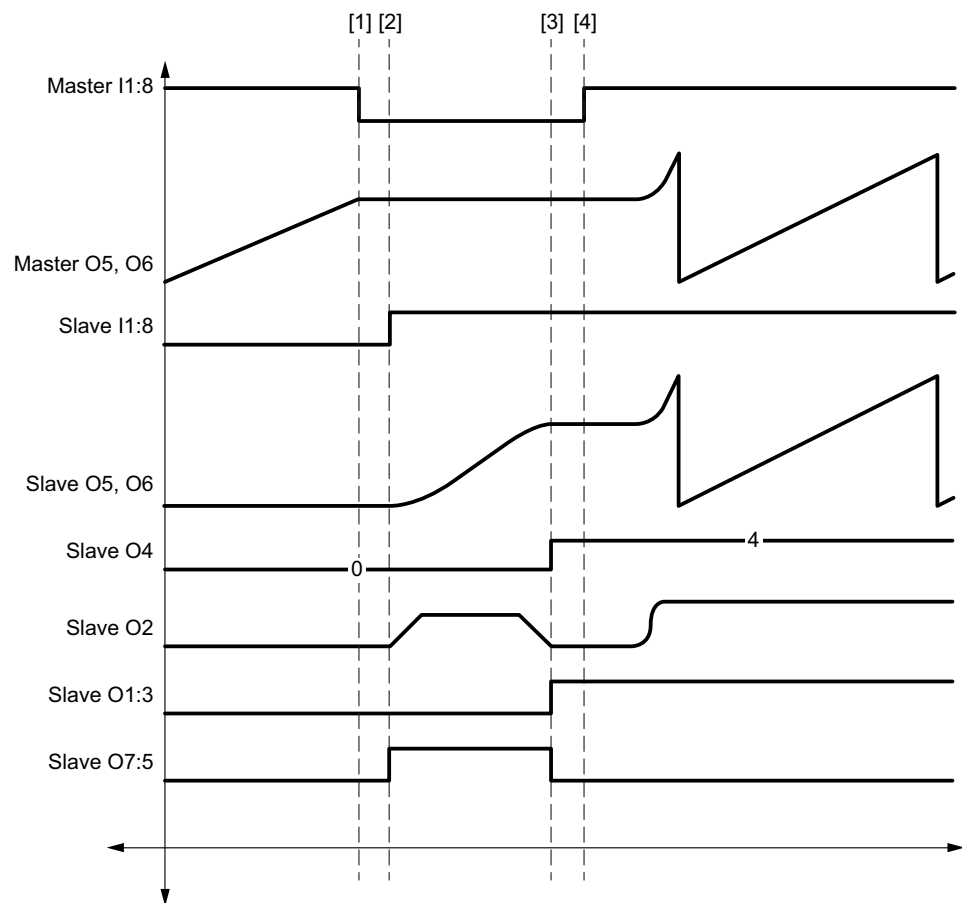 [1] [2] [3] [4]
Master I1:8
Master O5, O6
Slave I1:8
Slave O5, O6
Slave O4
4
0
Slave O2
Slave O1:3
Slave O7:5